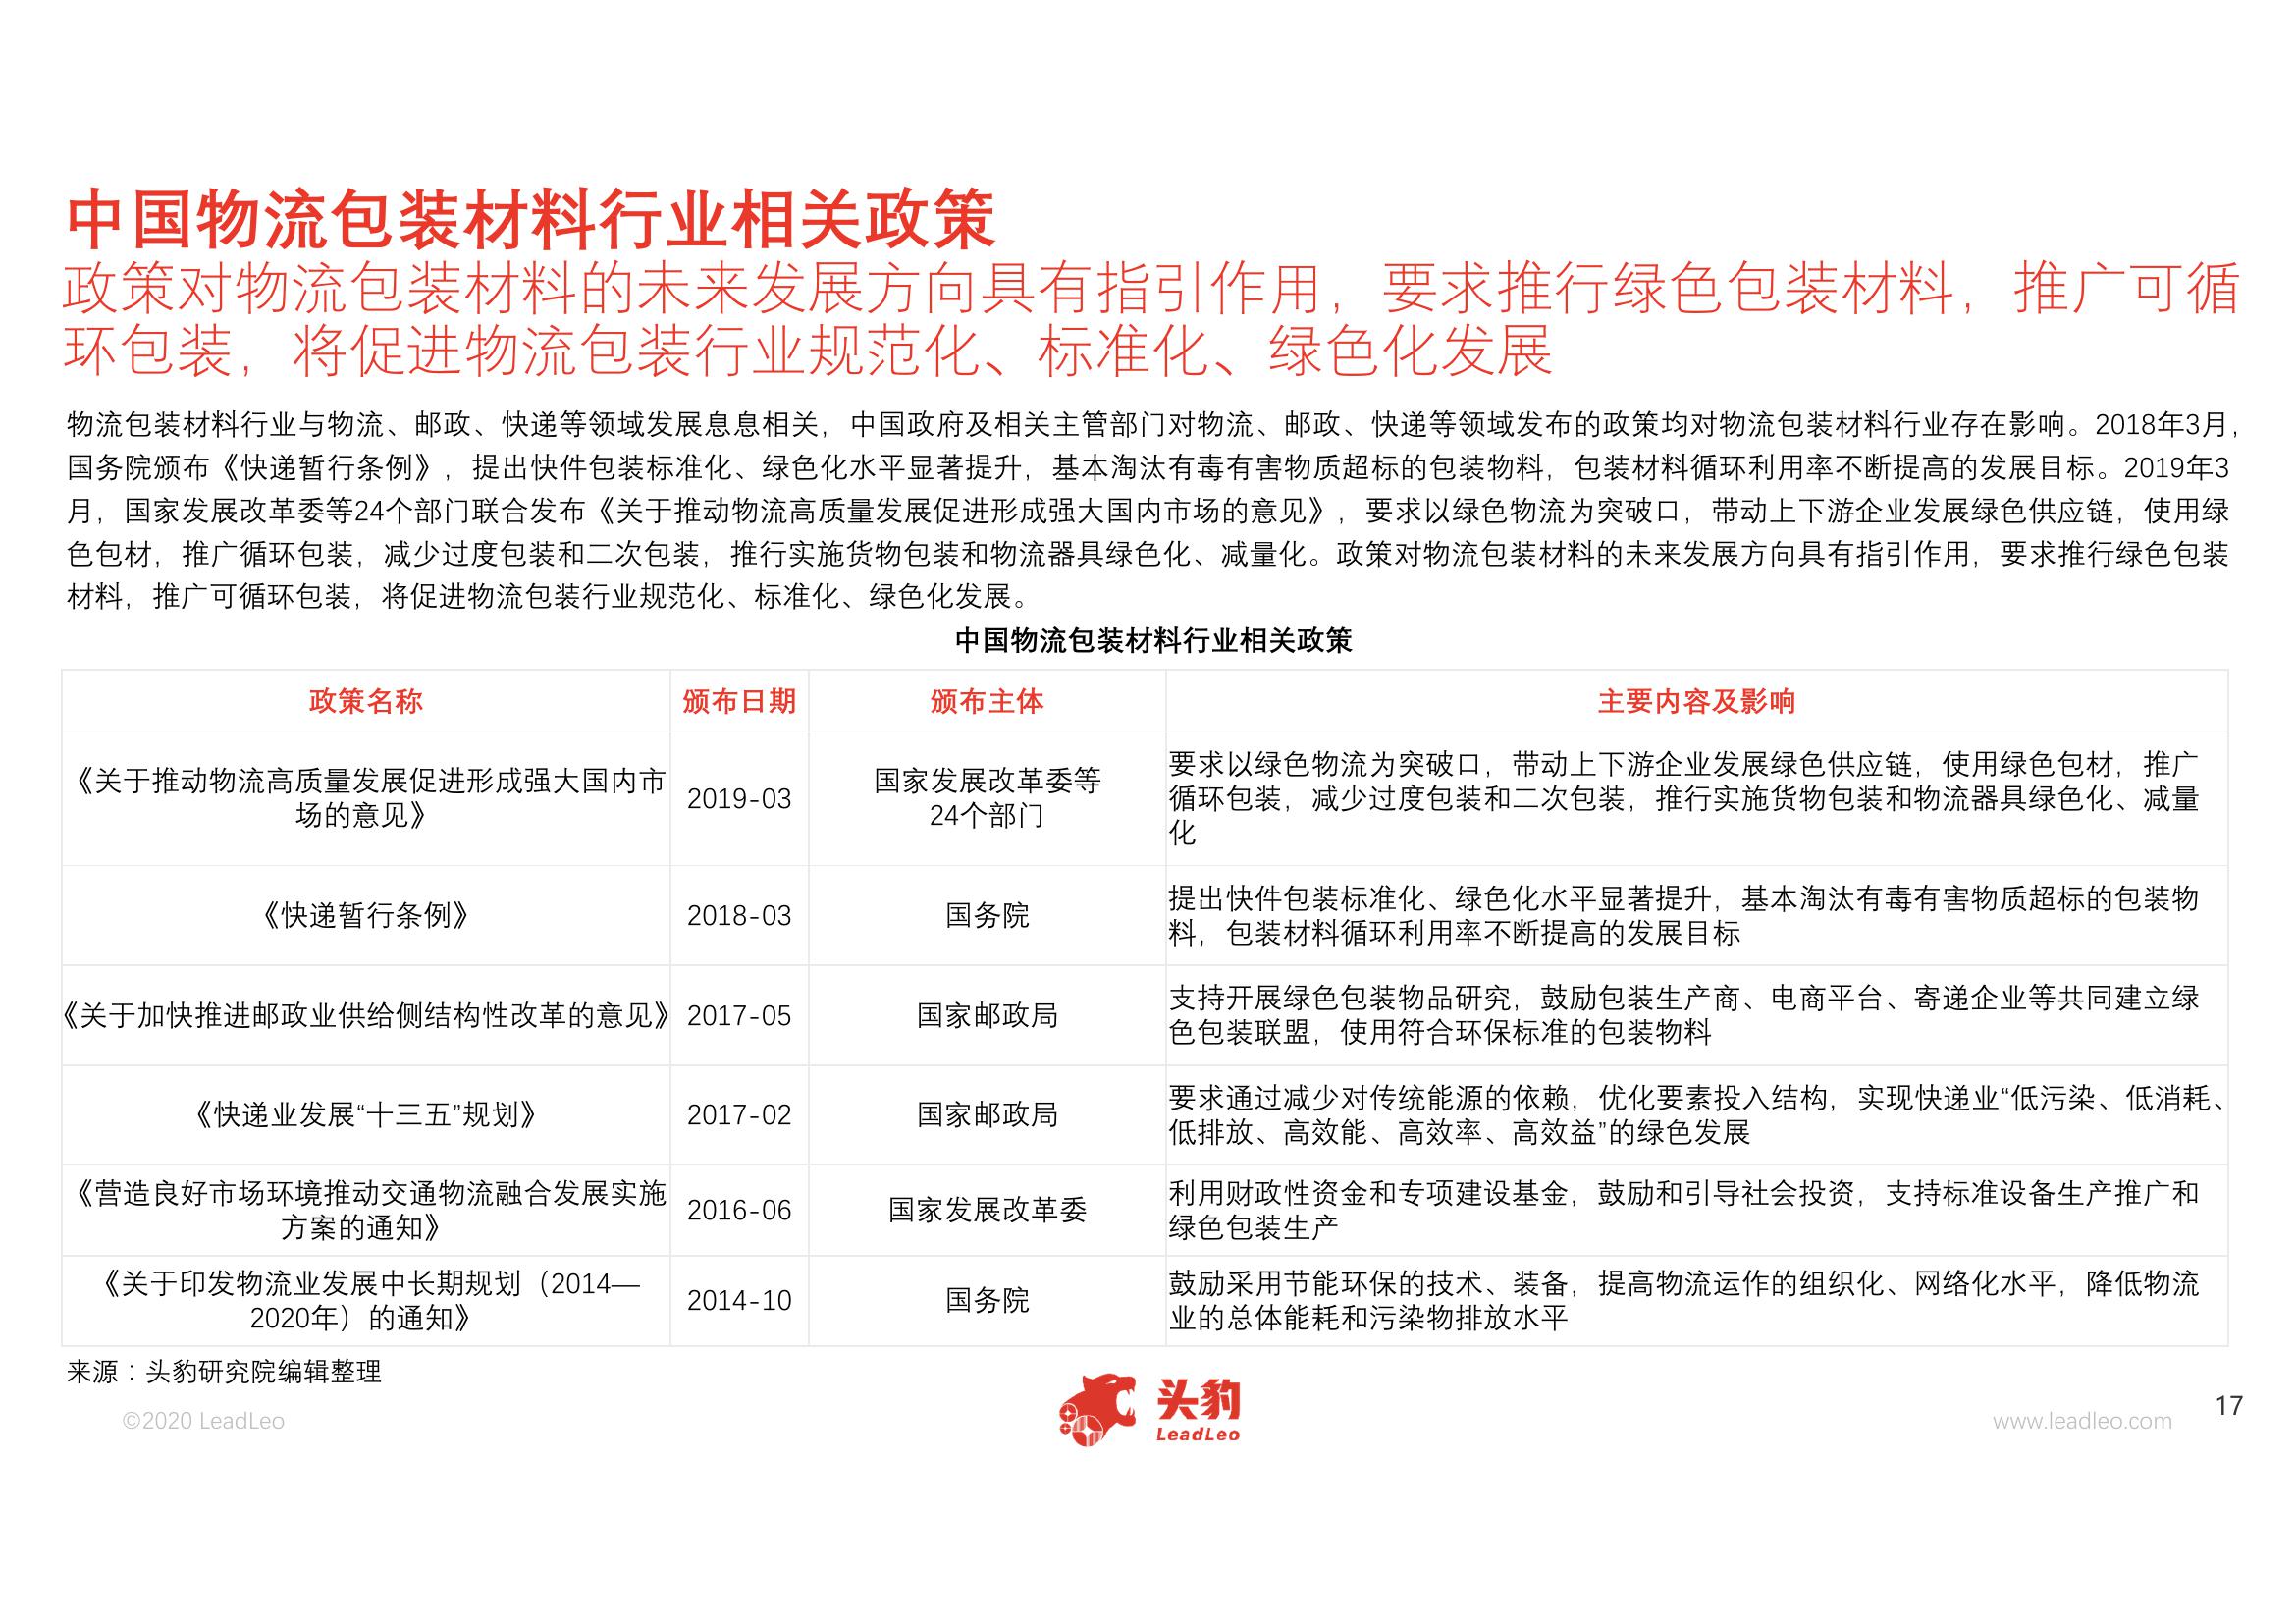 中国物流包装材料行业相关政策
政策对物流包装材料的未来发展方向具有指引作用，要求推行绿色包装材料，推广可循
环包装，将促进物流包装行业规范化、标准化、绿色化发展
物流包装材料行业与物流、邮政、快递等领域发展息息相关，中国政府及相关主管部门对物流、邮政、快递等领域发布的政策均对物流包装材料行业存在影响。2018年3月，
国务院颁布《快递暂行条例》，提出快件包装标准化、绿色化水平显著提升，基本淘汰有毒有害物质超标的包装物料，包装材料循环利用率不断提高的发展目标。2019年3
月，国家发展改革委等24个部门联合发布《关于推动物流高质量发展促进形成强大国内市场的意见》，要求以绿色物流为突破口，带动上下游企业发展绿色供应链，使用绿
色包材，推广循环包装，减少过度包装和二次包装，推行实施货物包装和物流器具绿色化、减量化。政策对物流包装材料的未来发展方向具有指引作用，要求推行绿色包装
材料，推广可循环包装，将促进物流包装行业规范化、标准化、绿色化发展。
中国物流包装材料行业相关政策
政策名称 颁布日期 颁布主体 主要内容及影响
《关于推动物流高质量发展促进形成强大国内市
场的意见》
2019-03
国家发展改革委等
24个部门
要求以绿色物流为突破口，带动上下游企业发展绿色供应链，使用绿色包材，推广
循环包装，减少过度包装和二次包装，推行实施货物包装和物流器具绿色化、减量
化
《快递暂行条例》
2018-03
国务院
提出快件包装标准化、绿色化水平显著提升，基本淘汰有毒有害物质超标的包装物
料，包装材料循环利用率不断提高的发展目标
《关于加快推进邮政业供给侧结构性改革的意见》
2017-05
国家邮政局
支持开展绿色包装物品研究，鼓励包装生产商、电商平台、寄递企业等共同建立绿
色包装联盟，使用符合环保标准的包装物料
《快递业发展“十三五”规划》
2017-02
国家邮政局
要求通过减少对传统能源的依赖，优化要素投入结构，实现快递业“低污染、低消耗、
低排放、高效能、高效率、高效益”的绿色发展
《营造良好市场环境推动交通物流融合发展实施
方案的通知》
2016-06
国家发展改革委
利用财政性资金和专项建设基金，鼓励和引导社会投资，支持标准设备生产推广和
绿色包装生产
《关于印发物流业发展中长期规划（2014—
2020年）的通知》
2014-10
国务院
鼓励采用节能环保的技术、装备，提高物流运作的组织化、网络化水平，降低物流
业的总体能耗和污染物排放水平
来源：头豹研究院编辑整理
©2020 LeadLeo
头豹
LeadLeo
www.leadleo.com
17